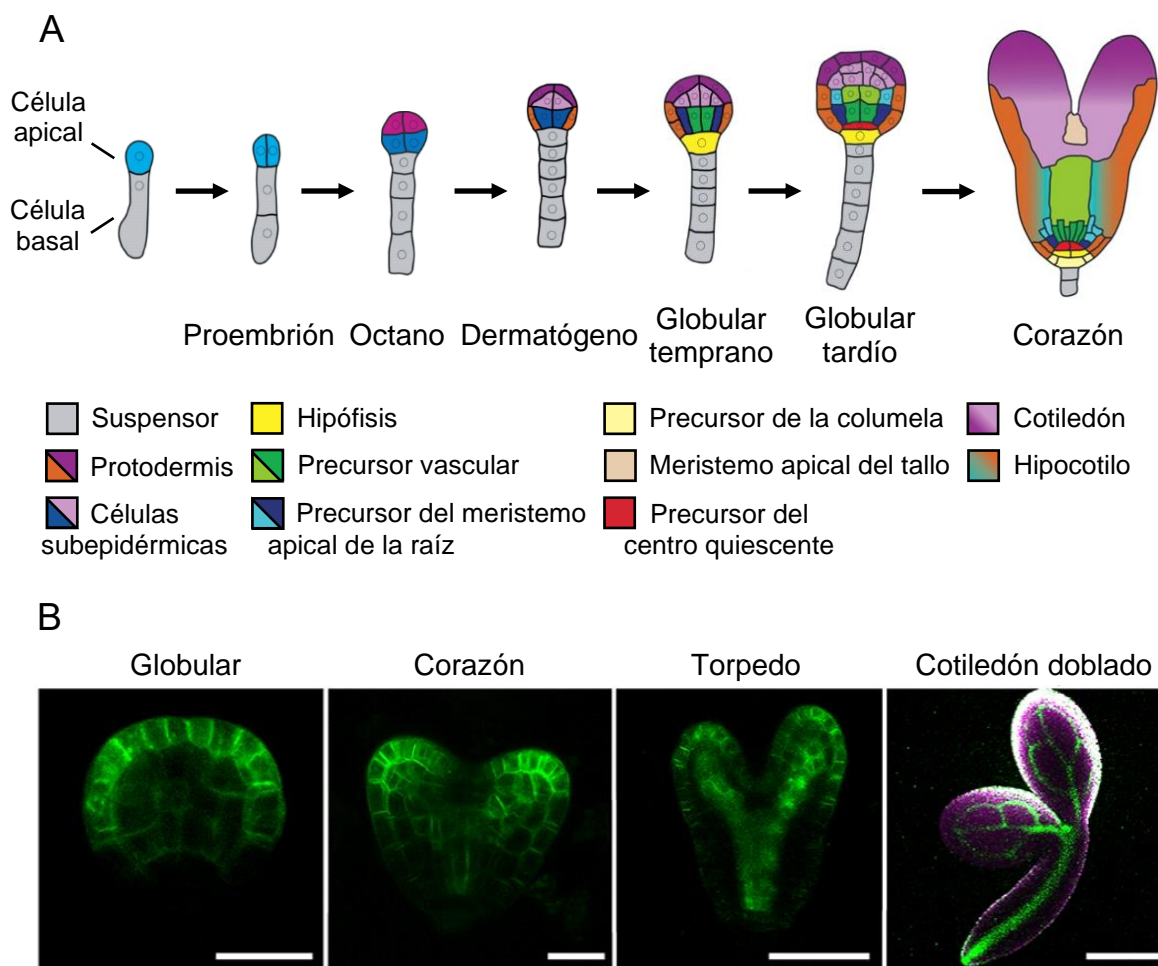 A
Célula
apical
Célula
basal
Proembrión
Octano
Dermatógeno
Globular
temprano
Globular
tardío
Corazón
Suspensor
Hipófisis
Precursor de la columela
Cotiledón
Protodermis
Precursor vascular
Meristemo apical del tallo
Hipocotilo
Células
subepidérmicas
Precursor del meristemo
apical de la raíz
Precursor del
centro quiescente
B
Globular
Corazón
Torpedo
Cotiledón doblado